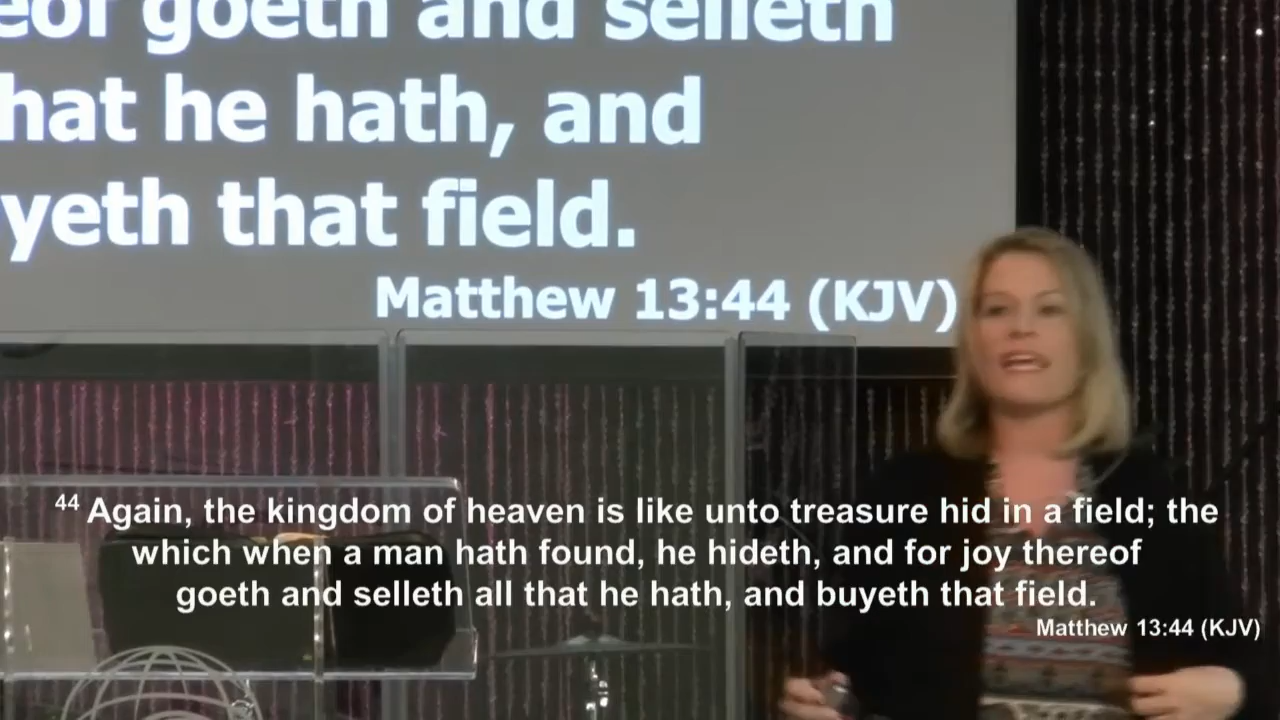 goeth and selleth
hat he hath, and
yeth that field.
Matthew 13:44 (KJV)
44 Again, the kingdom of heaven is like unto treasure hid in a field; the
which when a man hath found, he hideth, and for joy thereof
goeth and selleth all that he hath, and buyeth that field.
Matthew 13:44 (KJV)